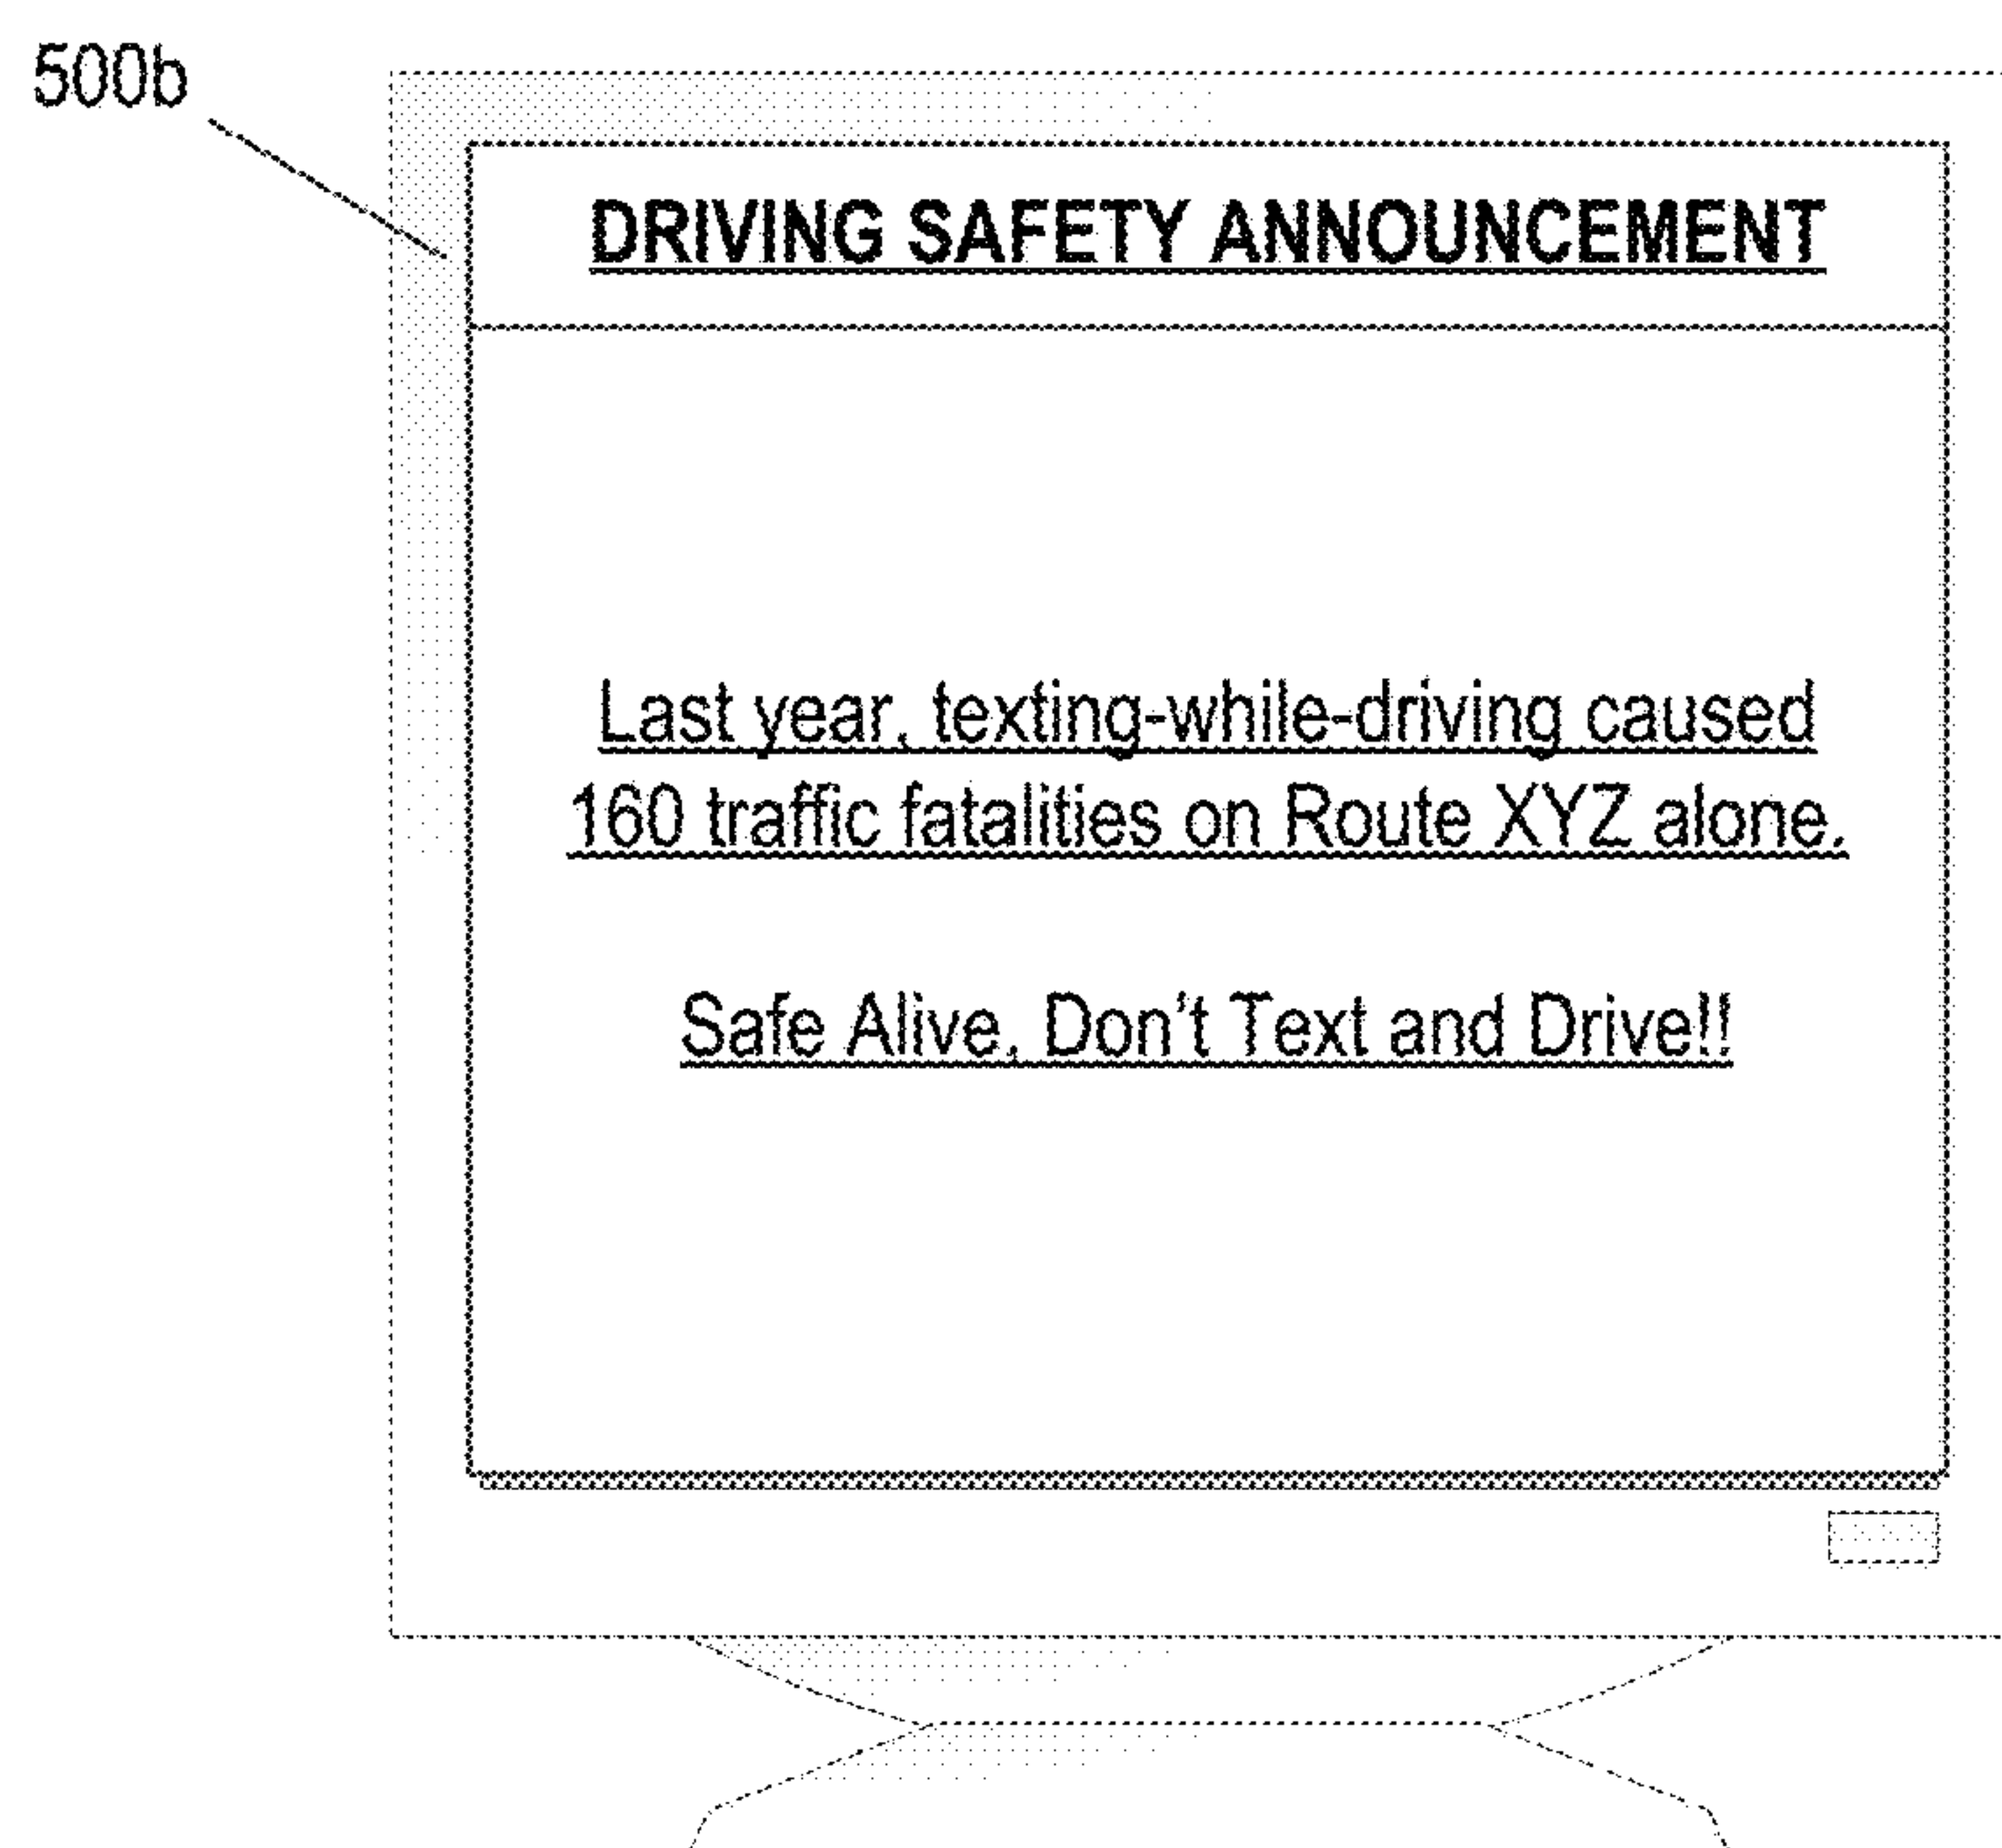 500b
DRIVING SAFETY ANNOUNCEMENT
Last year, texting-while-driving caused
160 traffic fatalities on Route XYZ alone.
Safe Alive, Don't Text and Drive!!